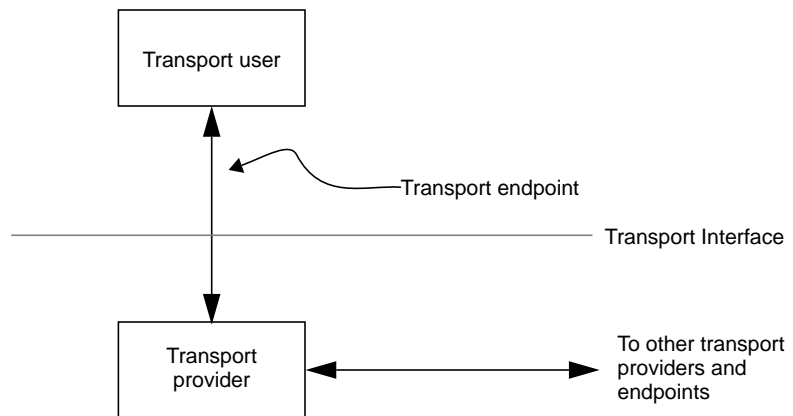 Transport user
Transport endpoint
Transport Interface
Transport
provider
To other transport
providers and
endpoints